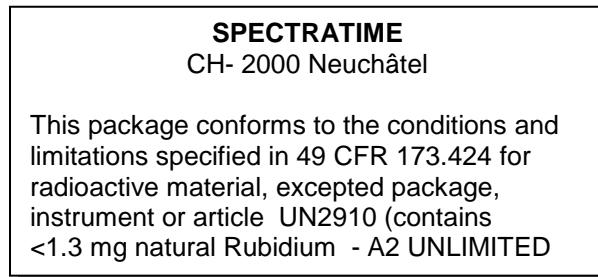 SPECTRATIME
CH- 2000 Neuchâtel
This package conforms to the conditions and
limitations specified in 49 CFR 173.424 for
radioactive material, excepted package,
instrument or article  UN2910 (contains
<1.3 mg natural Rubidium  - A2 UNLIMITED